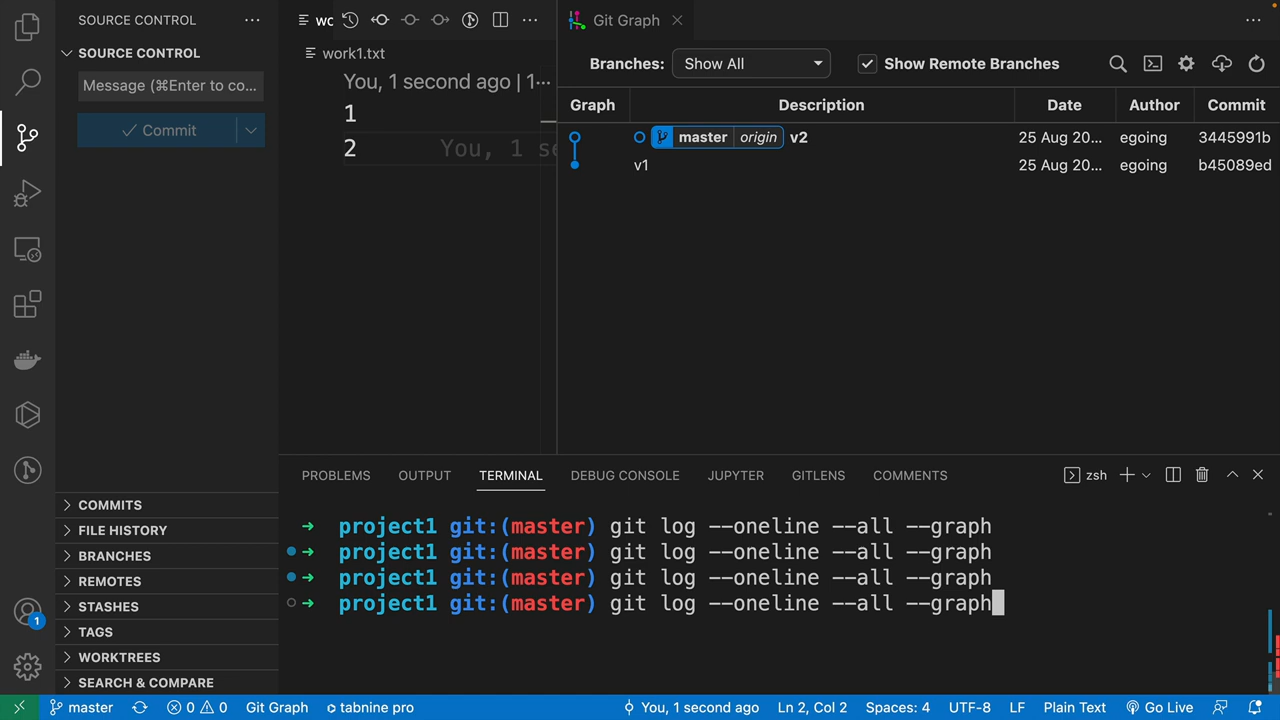 SOURCE CONTROL ···
SOURCE CONTROL
Message (⌘Enter to co...
Commit
COMMITS
FILE HISTORY
BRANCHES
REMOTES
STASHES
TAGS
WORKTREES
SEARCH & COMPARE
1
wc
work1.txt
You, 1 second ago | 1···
1
2 You, 1 se
Git Graph
Branches: Show All Show Remote Branches
Graph Description Date Author Commit
master origin v2 25 Aug 20... egoing 3445991b
v1 25 Aug 20... egoing b45089ed
PROBLEMS OUTPUT TERMINAL DEBUG CONSOLE JUPYTER GITLENS COMMENTS zsh
➜ project1 git:(master) git log --oneline --all --graph
➜ project1 git:(master) git log --oneline --all --graph
➜ project1 git:(master) git log --oneline --all --graph
➜ project1 git:(master) git log --oneline --all --graph
master 0 0 Git Graph tabnine pro You, 1 second ago Ln 2, Col 2 Spaces: 4 UTF-8 LF Plain Text Go Live